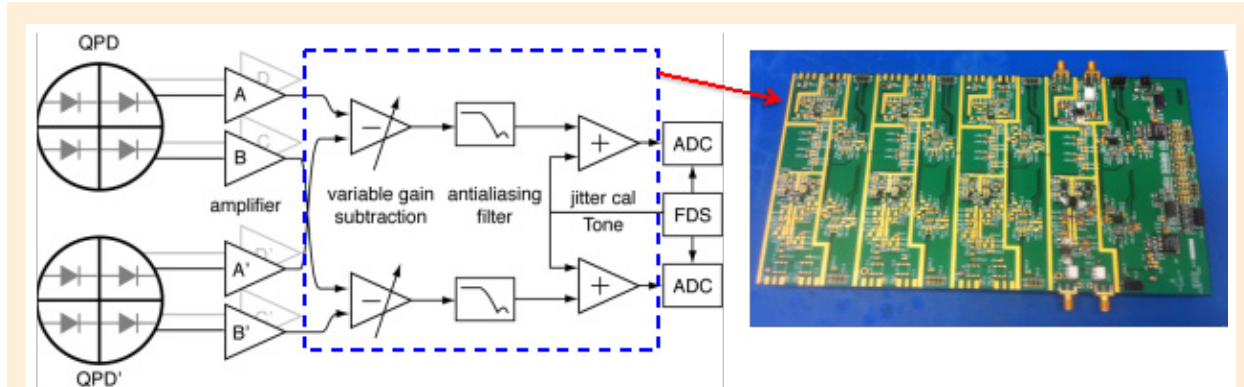 QPD
D
A
C
B
amplifier
variable gain
subtraction
antialiasing
filter
jitter cal
Tone
ADC
FDS
ADC
D'
A'
C'
B'
QPD'
−
−
+
+